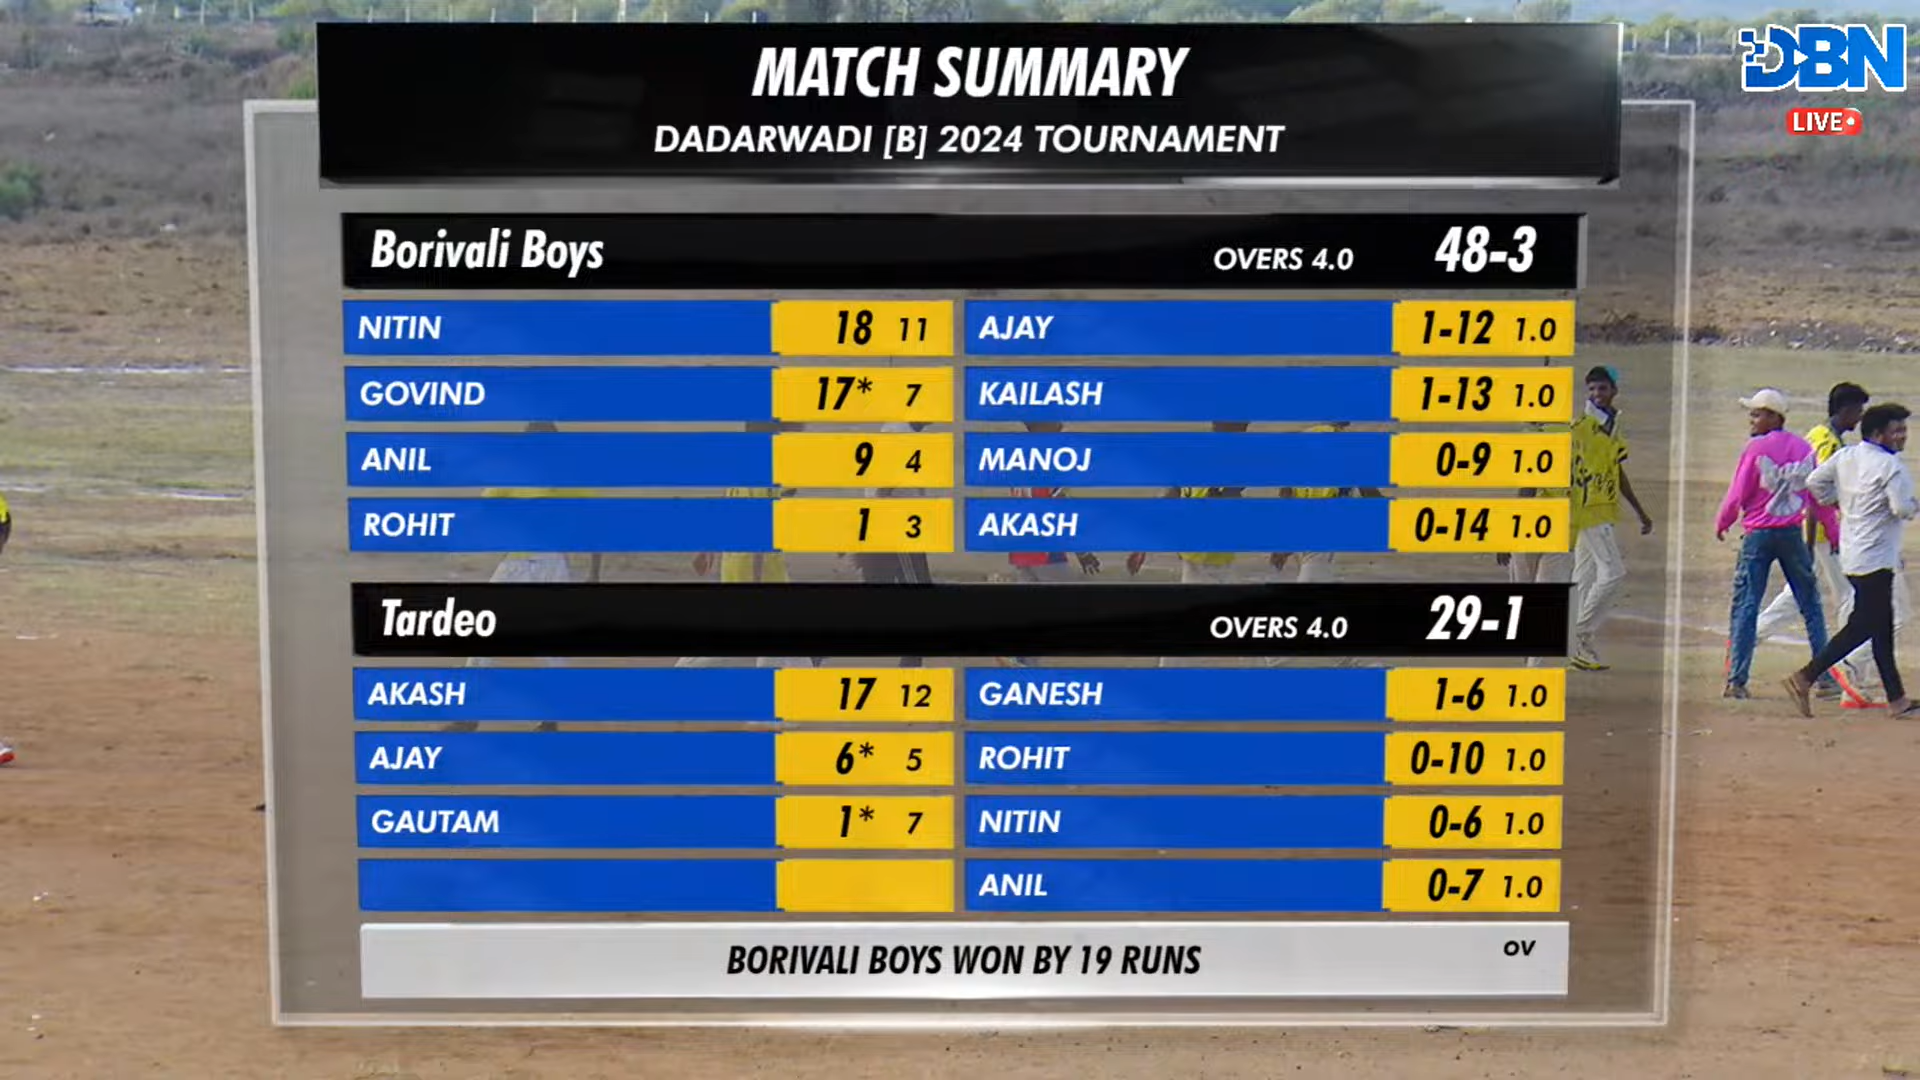 DBN
LIVE
MATCH SUMMARY
DADARWADI [B] 2024 TOURNAMENT
Borivali Boys OVERS 4.0 48-3
NITIN 18 11 AJAY 1-12 1.0
GOVIND 17* 7 KAILASH 1-13 1.0
ANIL 9 4 MANOJ 0-9 1.0
ROHIT 1 3 AKASH 0-14 1.0
Tardeo OVERS 4.0 29-1
AKASH 17 12 GANESH 1-6 1.0
AJAY 6* 5 ROHIT 0-10 1.0
GAUTAM 1* 7 NITIN 0-6 1.0
ANIL 0-7 1.0
BORIVALI BOYS WON BY 19 RUNS OV